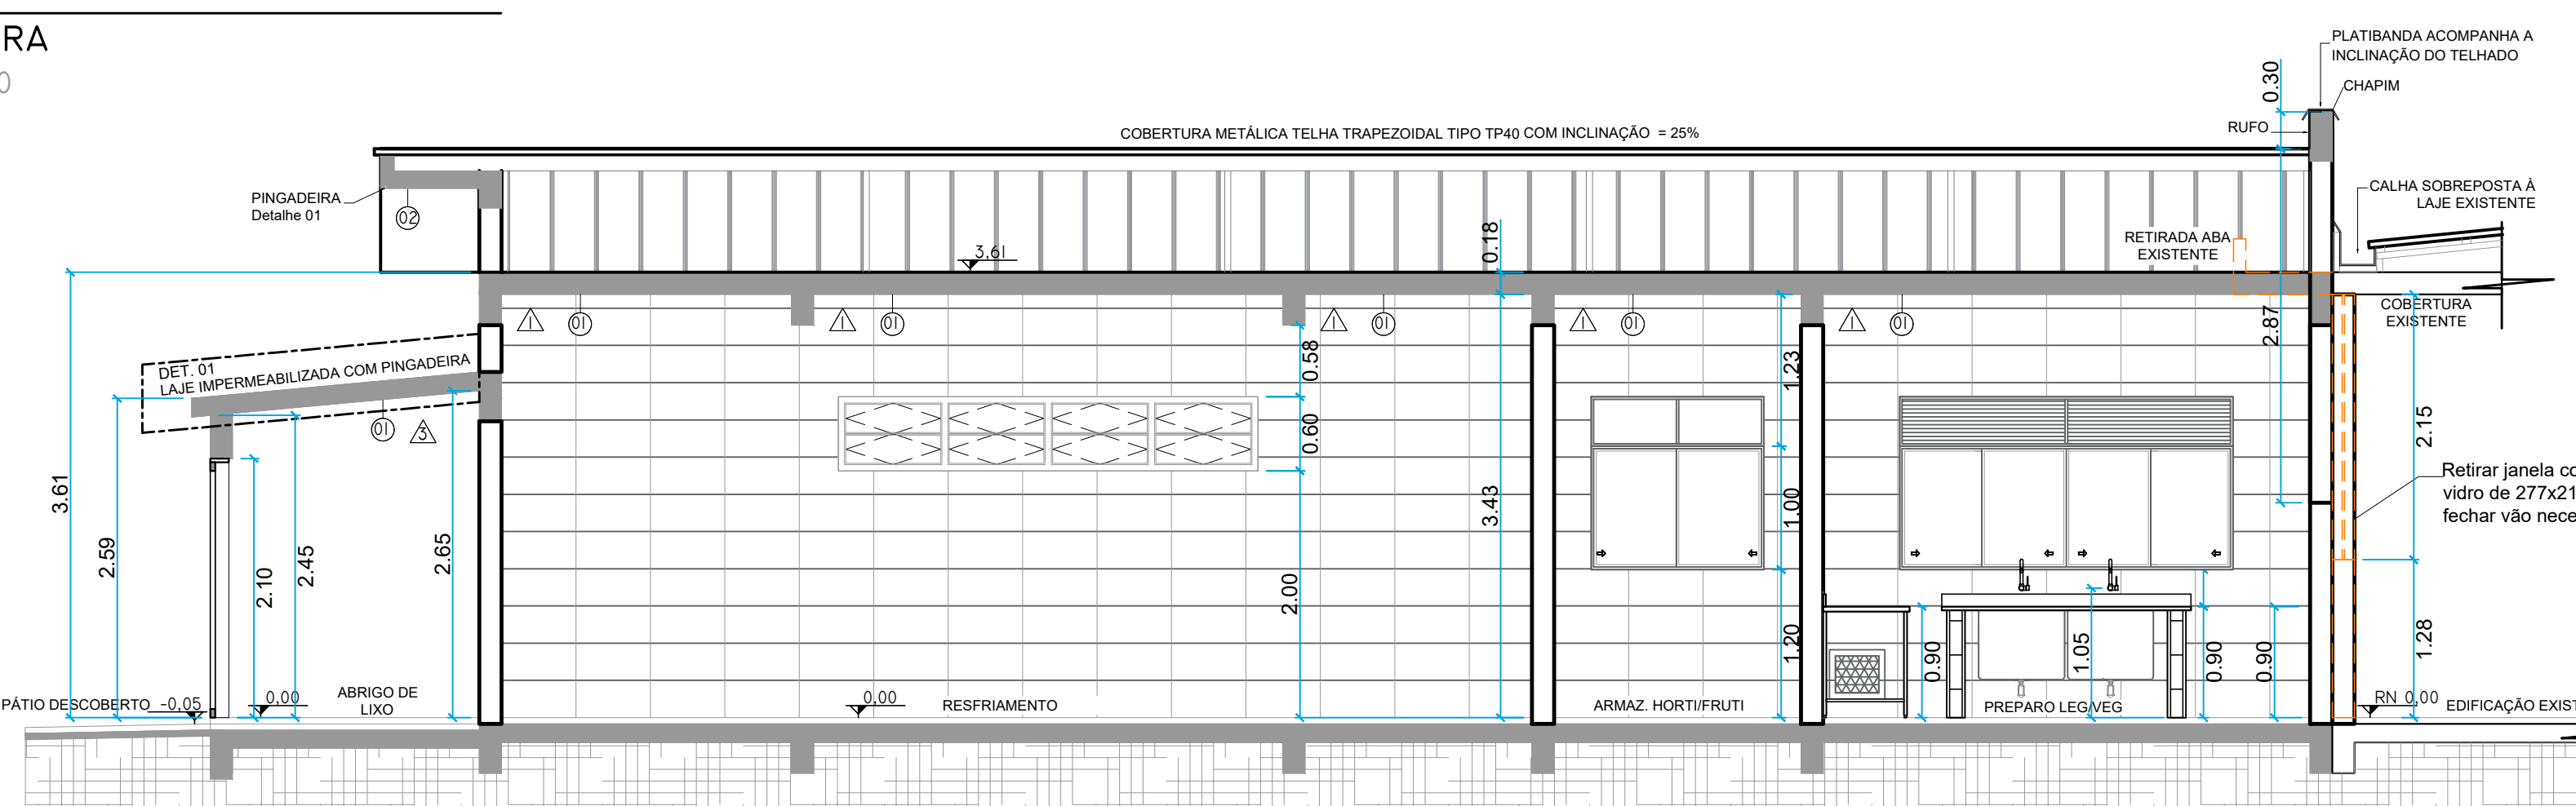 RA
PLATIBANDA ACOMPANHA A
INCLINAÇÃO DO TELHADO
0.30
CHAPIM
COBERTURA METÁLICA TELHA TRAPEZOIDAL TIPO TP40 COM INCLINAÇÃO = 25%
RUFO
PINGADEIRA
Detalhe 01
02
CALHA SOBREPOSTA À
LAJE EXISTENTE
RETIRADA ABA
EXISTENTE
3,61
0.18
COBERTURA
EXISTENTE
1
01
1
01
1
01
1
01
1
01
2.87
DET. 01
LAJE IMPERMEABILIZADA COM PINGADEIRA
01
3
0.58
1.23
0.60
2.15
3.61
2.59
2.10
2.45
2.65
3.43
1.00
Retirar janela
vidro de
fechar vão
2.00
1.20
0.90
1.05
0.90
0.90
1.28
PÁTIO DESCOBERTO
-0,05
0,00
ABRIGO DE
LIXO
0,00
RESFRIAMENTO
ARMAZ. HORTI/FRUTI
PREPARO LEG/VEG
RN 0,00
EDIFICAÇÃO